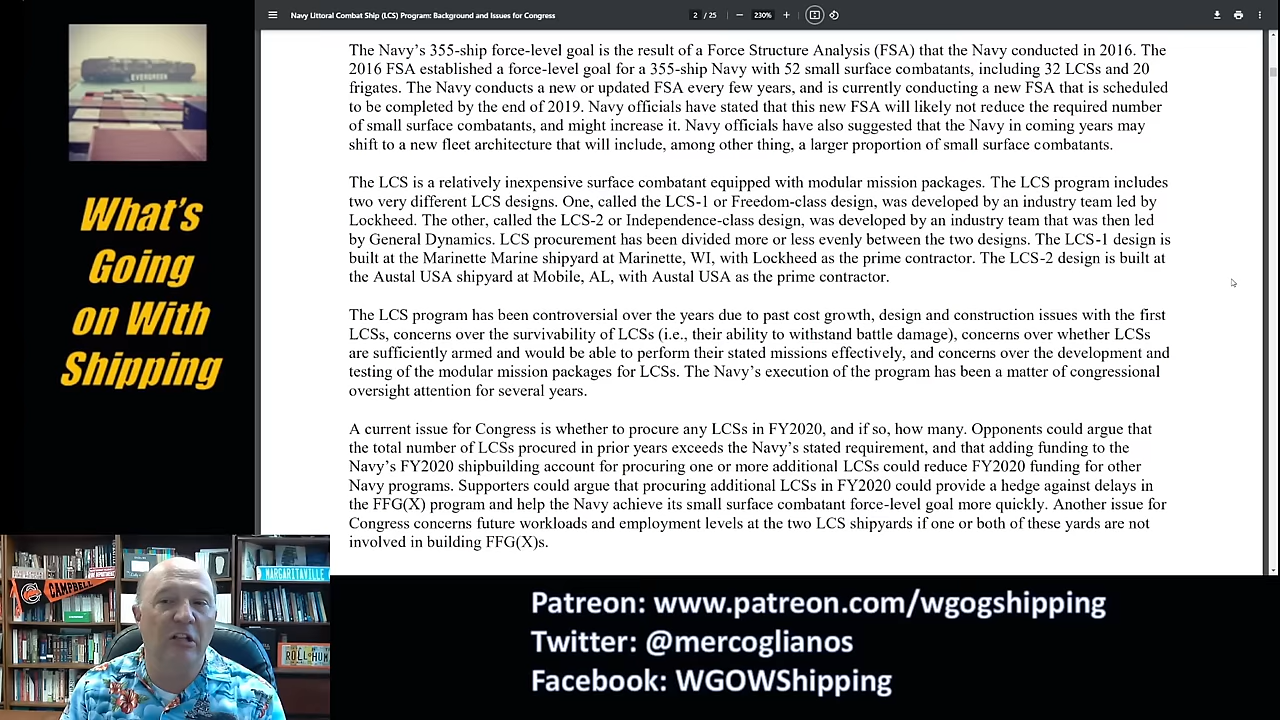 Navy Littoral Combat Ship (LCS) Program: Background and Issues for Congress
2 / 25
230%
The Navy's 355-ship force-level goal is the result of a Force Structure Analysis (FSA) that the Navy conducted in 2016. The
2016 FSA established a force-level goal for a 355-ship Navy with 52 small surface combatants, including 32 LCSs and 20
frigates. The Navy conducts a new or updated FSA every few years, and is currently conducting a new FSA that is scheduled
to be completed by the end of 2019. Navy officials have stated that this new FSA will likely not reduce the required number
of small surface combatants, and might increase it. Navy officials have also suggested that the Navy in coming years may
shift to a new fleet architecture that will include, among other thing, a larger proportion of small surface combatants.
The LCS is a relatively inexpensive surface combatant equipped with modular mission packages. The LCS program includes
two very different LCS designs. One, called the LCS-1 or Freedom-class design, was developed by an industry team led by
Lockheed. The other, called the LCS-2 or Independence-class design, was developed by an industry team that was then led
by General Dynamics. LCS procurement has been divided more or less evenly between the two designs. The LCS-1 design is
built at the Marinette Marine shipyard at Marinette, WI, with Lockheed as the prime contractor. The LCS-2 design is built at
the Austal USA shipyard at Mobile, AL, with Austal USA as the prime contractor.
The LCS program has been controversial over the years due to past cost growth, design and construction issues with the first
LCSs, concerns over the survivability of LCSs (i.e., their ability to withstand battle damage), concerns over whether LCSs
are sufficiently armed and would be able to perform their stated missions effectively, and concerns over the development and
testing of the modular mission packages for LCSs. The Navy's execution of the program has been a matter of congressional
oversight attention for several years.
A current issue for Congress is whether to procure any LCSs in FY2020, and if so, how many. Opponents could argue that
the total number of LCSs procured in prior years exceeds the Navy's stated requirement, and that adding funding to the
Navy's FY2020 shipbuilding account for procuring one or more additional LCSs could reduce FY2020 funding for other
Navy programs. Supporters could argue that procuring additional LCSs in FY2020 could provide a hedge against delays in
the FFG(X) program and help the Navy achieve its small surface combatant force-level goal more quickly. Another issue for
Congress concerns future workloads and employment levels at the two LCS shipyards if one or both of these yards are not
involved in building FFG(X)s.
EVERGREEN
What's
Going
on With
Shipping
CAMPBELL
MARGARITAVILLE
Patreon: www.patreon.com/wgogshipping
Twitter: @mercoglianos
Facebook: WGOWShipping